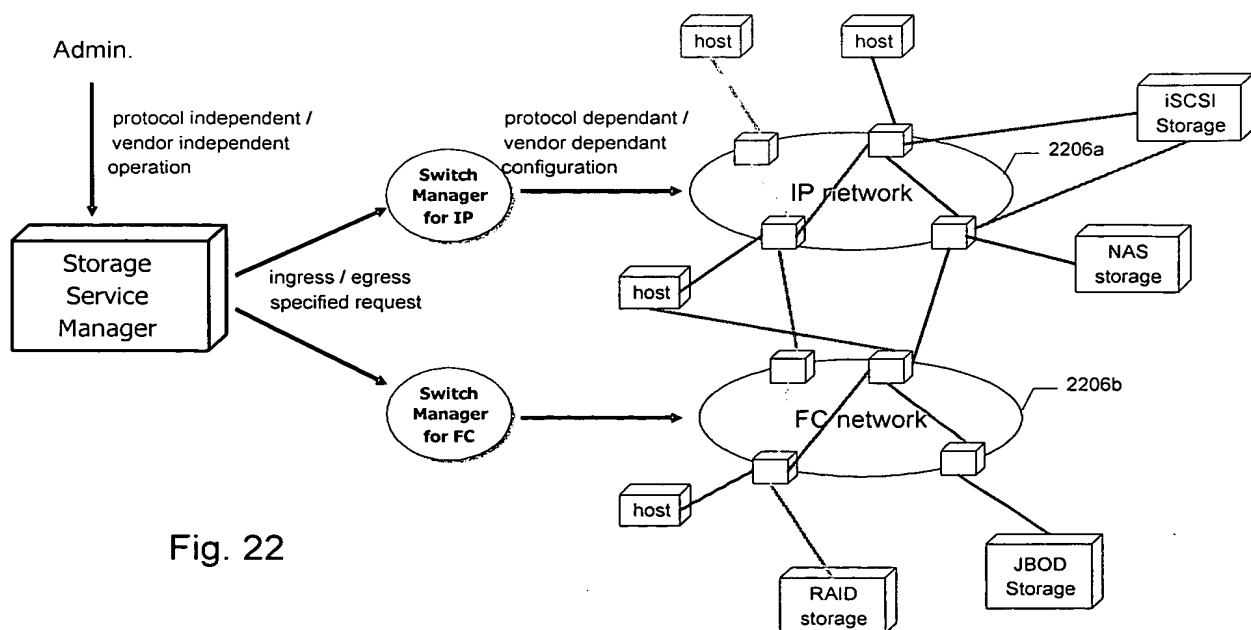 Admin.
protocol independent /
vendor independent
operation
Storage
Service
Manager
ingress / egress
specified request
Switch
Manager
for IP
Switch
Manager
for FC
protocol dependant /
vendor dependant
configuration
host
host
iSCSI
Storage
2206a
IP network
NAS
storage
host
2206b
FC network
host
RAID
storage
JBOD
Storage
Fig. 22